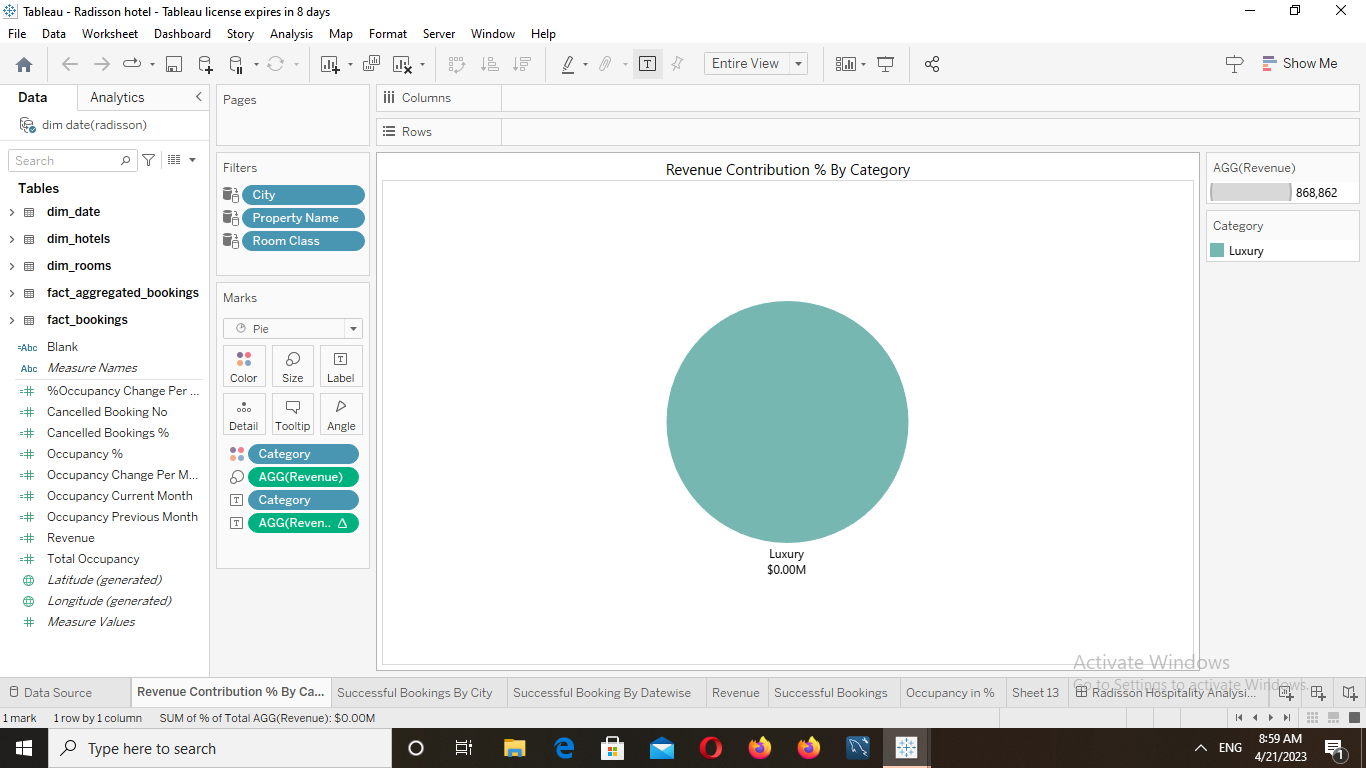 Tableau - Radisson hotel - Tableau license expires in 8 days
File Data Worksheet Dashboard Story Analysis Map Format Server Window Help
Entire View
Show Me
Data Analytics
dim date(radisson)
Search
Tables
dim_date
dim_hotels
dim_rooms
fact_aggregated_bookings
fact_bookings
=Abc Blank
Abc Measure Names
%Occupancy Change Per ...
Cancelled Booking No
Cancelled Bookings %
Occupancy %
Occupancy Change Per M...
Occupancy Current Month
Occupancy Previous Month
Revenue
Total Occupancy
Latitude (generated)
Longitude (generated)
Measure Values
Pages
Filters
City
Property Name
Room Class
Marks
Pie
Color Size Label
Detail Tooltip Angle
Category
AGG(Revenue)
Category
AGG(Reven.. Δ
Columns
Rows
Revenue Contribution % By Category
Luxury
$0.00M
AGG(Revenue)
868,862
Category
Luxury
Activate Windows
Go to Settings to activate Windows.
Data Source Revenue Contribution % By Ca... Successful Bookings By City Successful Booking By Datewise Revenue Successful Bookings Occupancy in % Sheet 13 Radisson Hospitality Analysi...
1 mark 1 row by 1 column SUM of % of Total AGG(Revenue): $0.00M
Type here to search
ENG
8:59 AM
4/21/2023
1